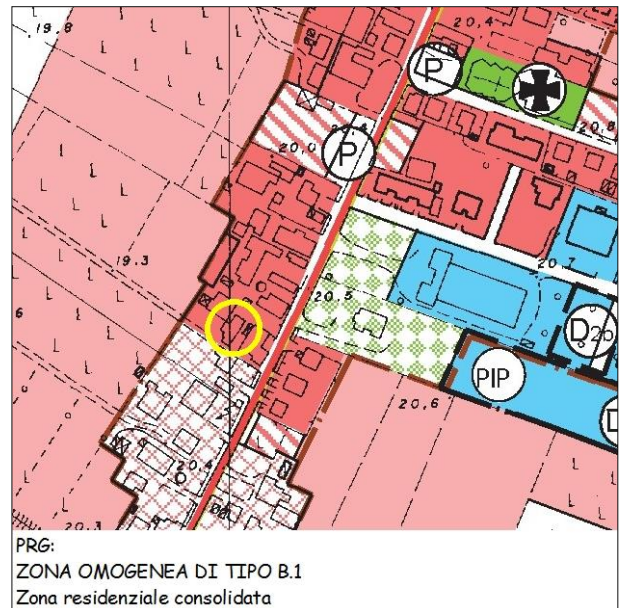 19.8
20,4
P
20,8
20,0
P
19.3
20.5
20,7
D2b
6
PIP
20,6
D
20.4
20.3
PRG:
ZONA OMOGENEA DI TIPO B.1
Zona residenziale consolidata